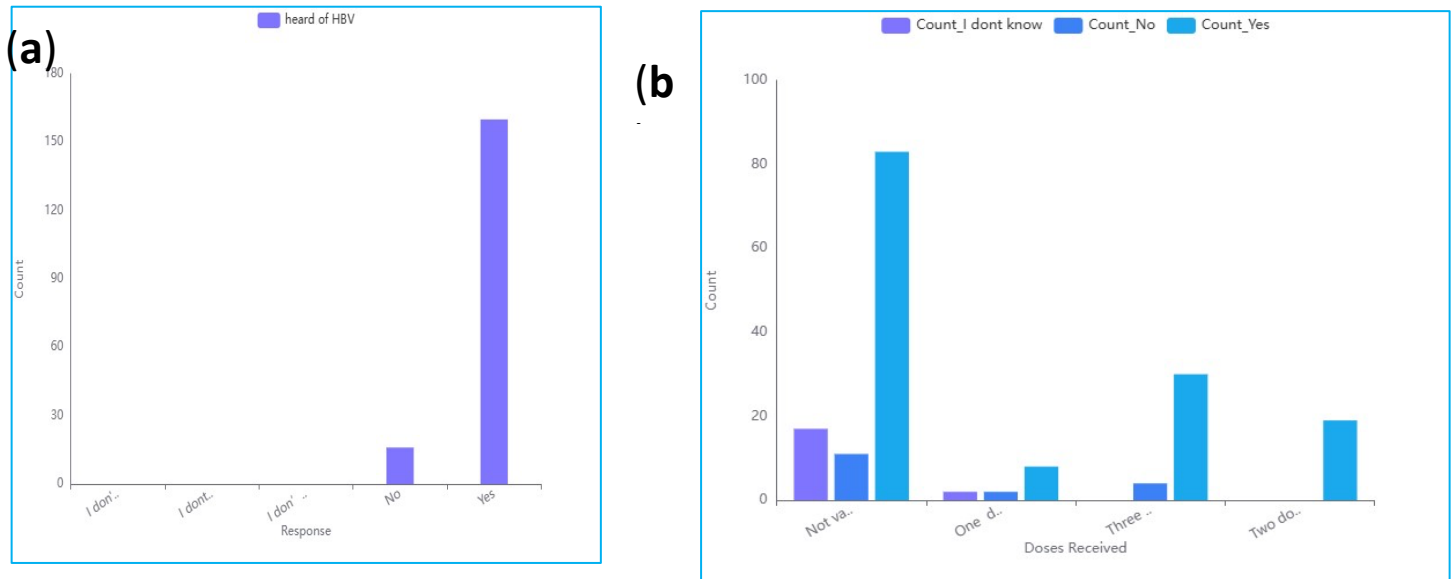 (a)
heard of HBV
180
150
120
90
60
30
0
Count
I don'..
I dont..
I don' ..
No
Yes
Response
(b
Count_I dont know Count_No Count_Yes
100
80
60
40
20
0
Count
Not va..
One d..
Three ..
Two do..
Doses Received